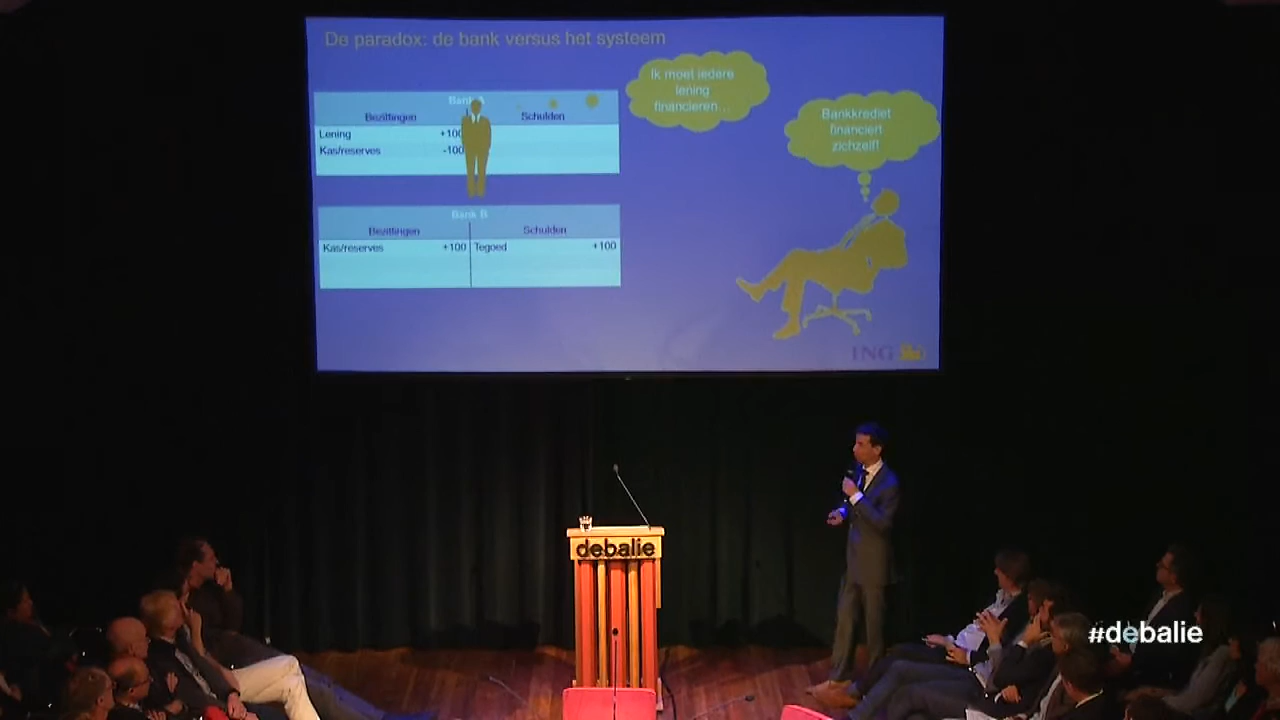 De paradox: de bank versus het systeem
Ik moet iedere
lening
financieren...
Bankkrediet
financiert
zichzelf!
Bank A
Bezittingen Schulden
Lening +100
Kas/reserves -100
Bank B
Bezittingen Schulden
Kas/reserves +100 Tegoed +100
ING
debalie
#debalie